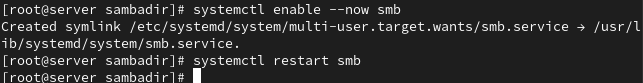 [root@server sambadir]# systemctl enable --now smb
Created symlink /etc/systemd/system/multi-user.target.wants/smb.service → /usr/l
ib/systemd/system/smb.service.
[root@server sambadir]# systemctl restart smb
[root@server sambadir]#